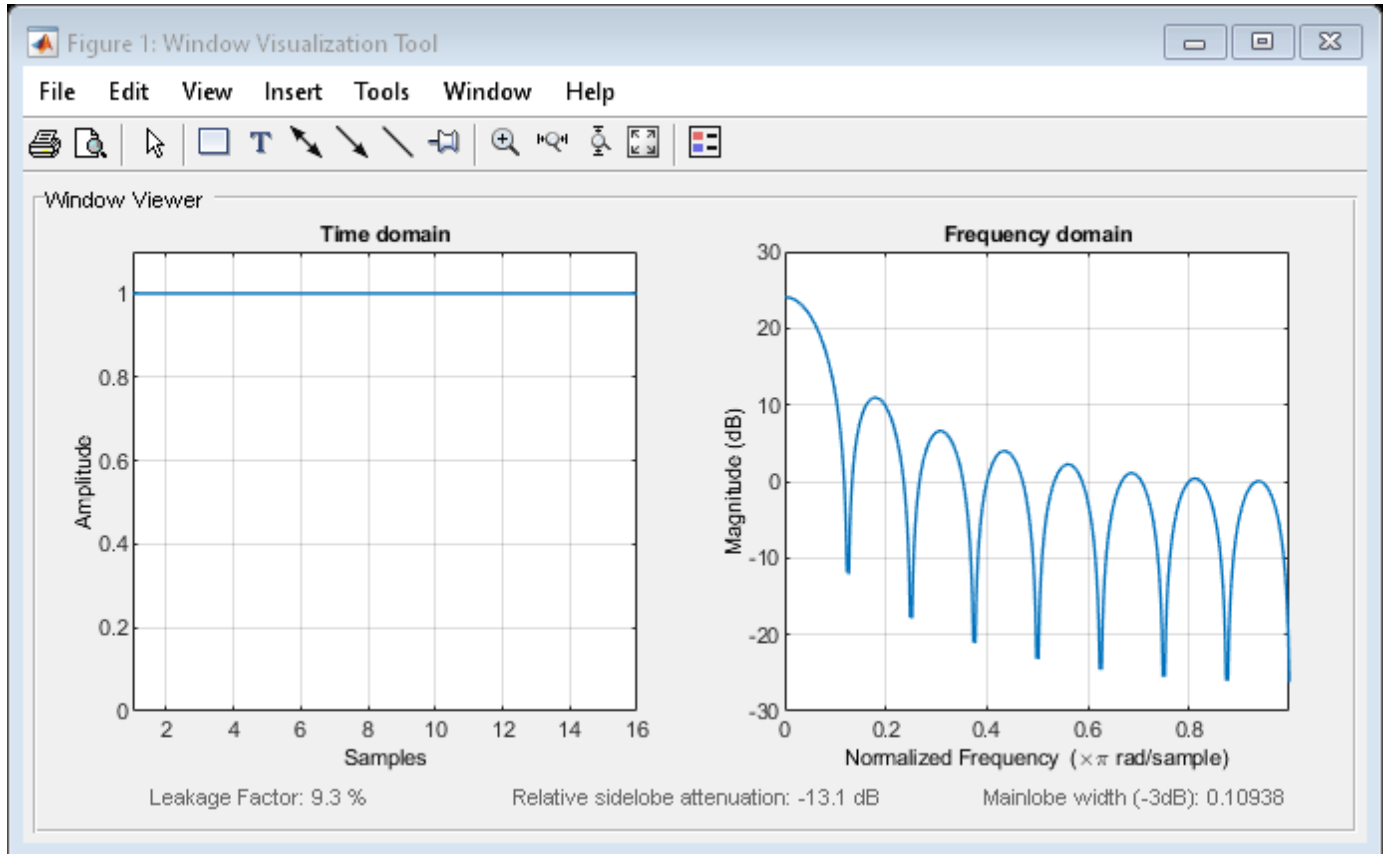 Figure 1: Window Visualization Tool
File Edit View Insert Tools Window Help
T
Window Viewer
Time domain
1
0.8
0.6
0.4
0.2
0
Amplitude
2 4 6 8 10 12 14 16
Samples
Frequency domain
30
20
10
0
-10
-20
-30
Magnitude (dB)
0 0.2 0.4 0.6 0.8
Normalized Frequency (×π rad/sample)
Leakage Factor: 9.3 % Relative sidelobe attenuation: -13.1 dB Mainlobe width (-3dB): 0.10938